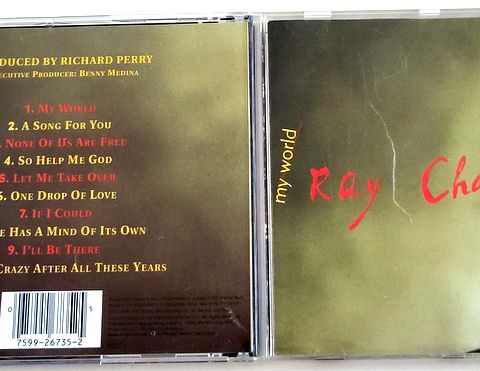 DUCED BY RICHARD PERRY
ECUTIVE PRODUCER: BENNY MEDINA
1. MY WORLD
2. A SONG FOR YOU
. NONE OF US ARE FREE
4. SO HELP ME GOD
5. LET ME TAKE OVER
6. ONE DROP OF LOVE
7. IF I COULD
E HAS A MIND OF ITS OWN
9. I'LL BE THERE
CRAZY AFTER ALL THESE YEARS
0 5
7599-26735-2
my world
Ray Cha